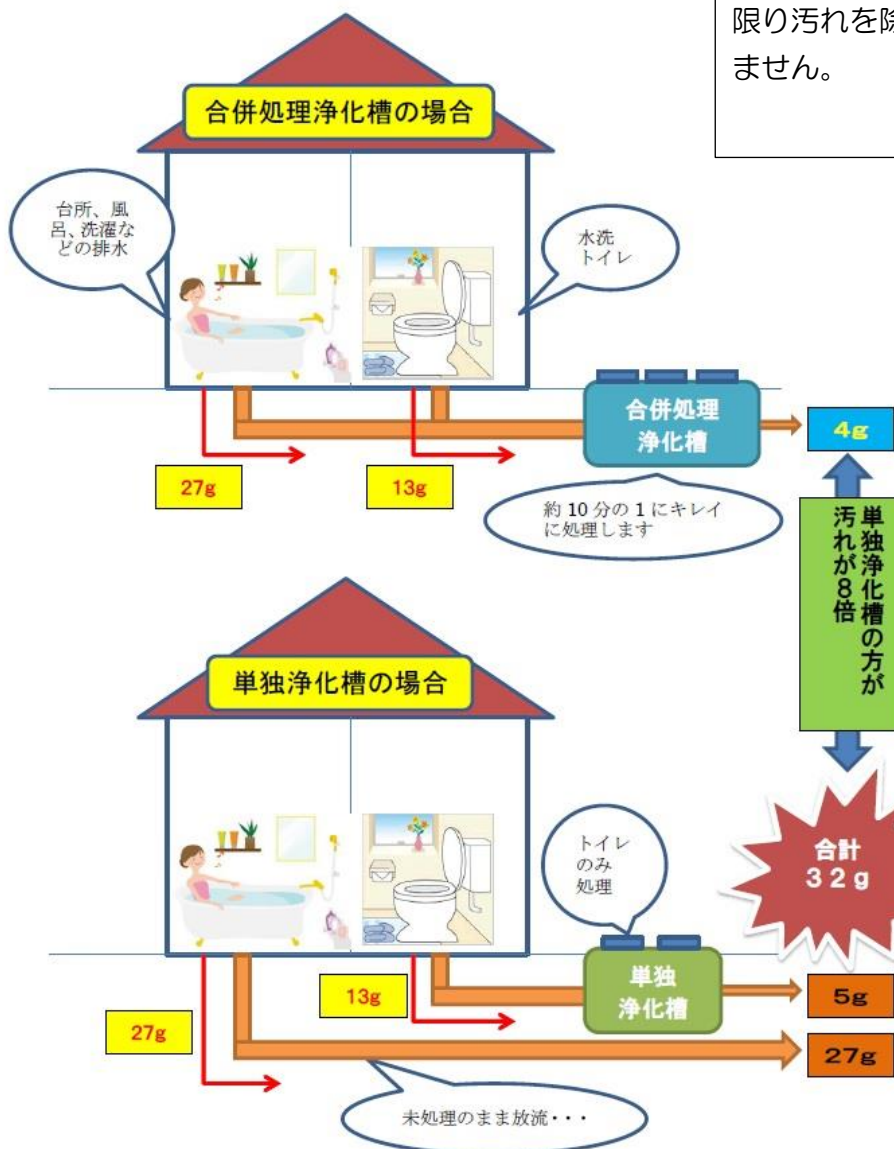 限り汚れを除
ません。
合併処理浄化槽の場合
台所、風
呂、洗濯な
どの排水
水洗
トイレ
合併処理
浄化槽
4g
27g
13g
約 10 分の 1 にキレイ
に処理します
単独浄化槽の方が
汚れが8倍
単独浄化槽の場合
トイレ
のみ
処理
合計
32g
単独
浄化槽
13g
5g
27g
27g
未処理のまま放流・・・